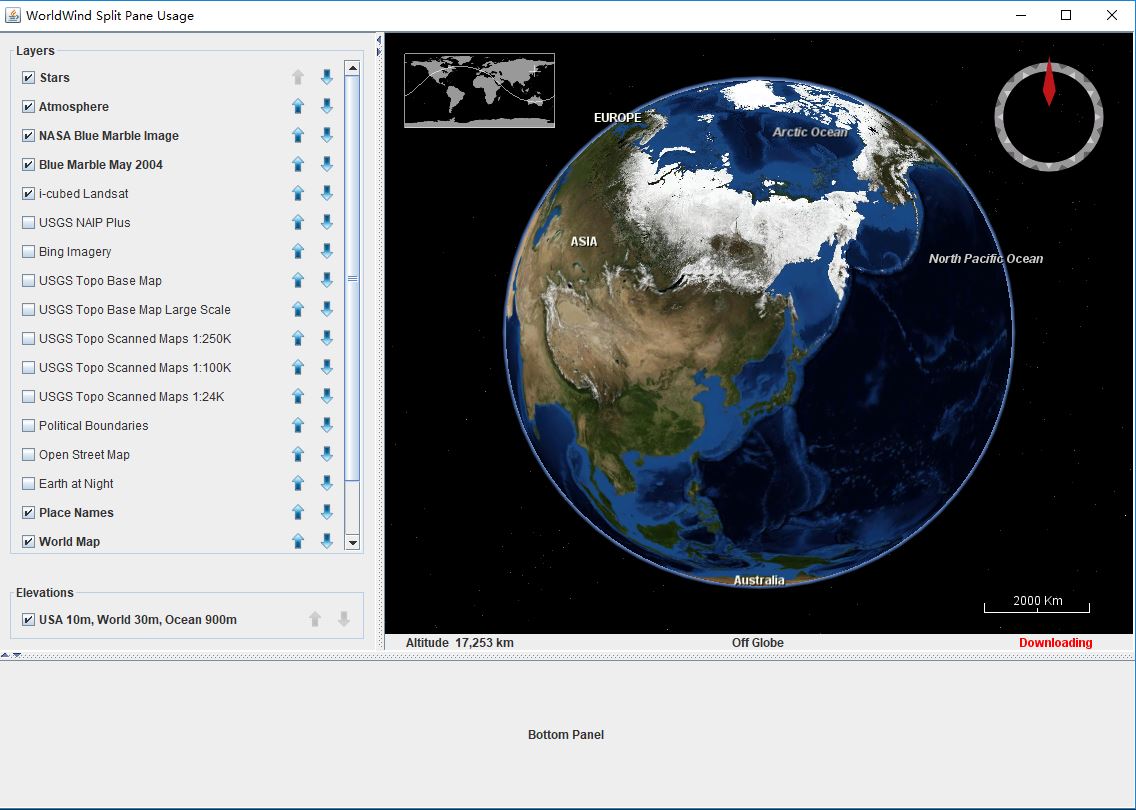 WorldWind Split Pane Usage
Layers
Stars
Atmosphere
NASA Blue Marble Image
Blue Marble May 2004
i-cubed Landsat
USGS NAIP Plus
Bing Imagery
USGS Topo Base Map
USGS Topo Base Map Large Scale
USGS Topo Scanned Maps 1:250K
USGS Topo Scanned Maps 1:100K
USGS Topo Scanned Maps 1:24K
Political Boundaries
Open Street Map
Earth at Night
Place Names
World Map
Elevations
USA 10m, World 30m, Ocean 900m
EUROPE
Arctic Ocean
ASIA
North Pacific Ocean
Australia
2000 Km
Altitude 17,253 km
Off Globe
Downloading
Bottom Panel